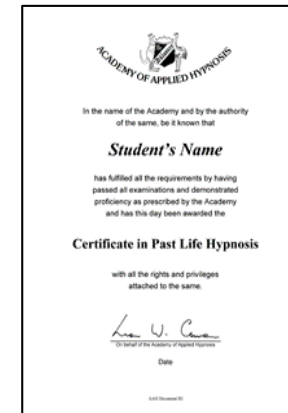 ACADEMY OF APPLIED HYPNOSIS
In the name of the Academy and by the authority
of the same, be it known that
Student's Name
has fulfilled all the requirements by having
passed all examinations and demonstrated
proficiency as prescribed by the Academy
and has this day been awarded the
Certificate in Past Life Hypnosis
with all the rights and privileges
attached to the same.
On behalf of the Academy of Applied Hypnosis
Date